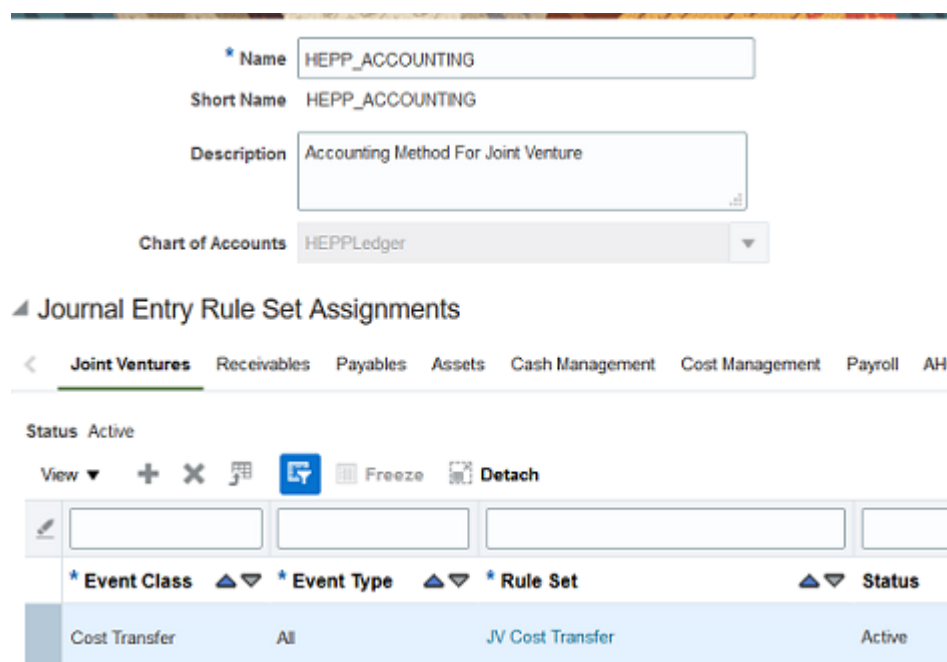 * Name HEPP_ACCOUNTING
Short Name HEPP_ACCOUNTING
Description Accounting Method For Joint Venture
Chart of Accounts HEPPLedger
Journal Entry Rule Set Assignments
Joint Ventures Receivables Payables Assets Cash Management Cost Management Payroll AH
Status Active
View Freeze Detach
* Event Class * Event Type * Rule Set Status
Cost Transfer All JV Cost Transfer Active